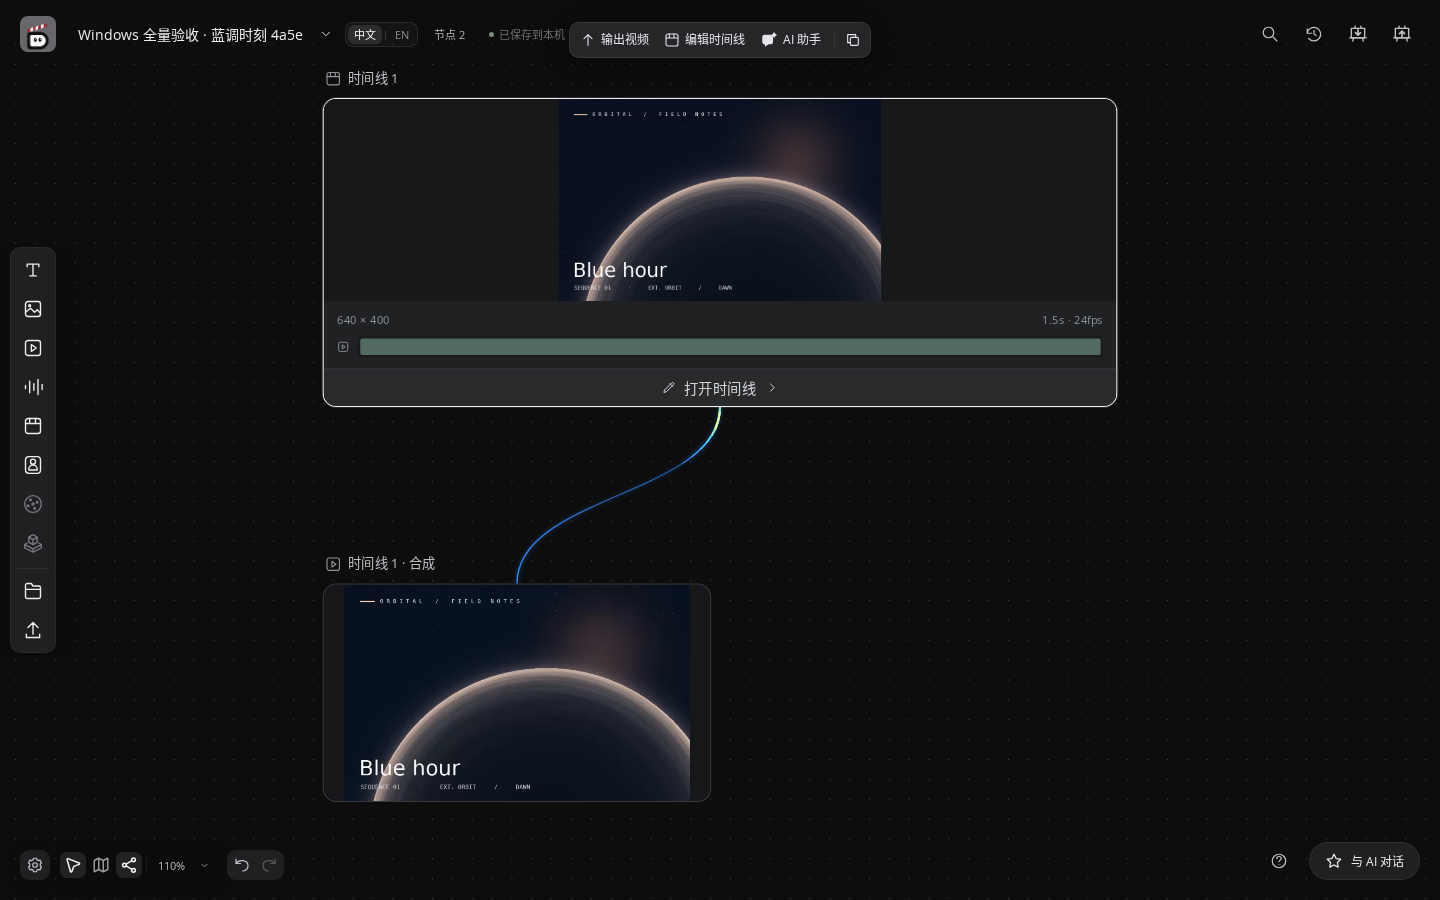 Windows 全量验收 · 蓝调时刻 4a5e
中文 EN
节点 2
已保存到本机
输出视频
编辑时间线
AI 助手
时间线 1
ORBITAL / FIELD NOTES
Blue hour
SEQUENCE 01 · EXT. ORBIT / DAWN
640 × 400
1.5s · 24fps
打开时间线
时间线 1 · 合成
ORBITAL / FIELD NOTES
Blue hour
SEQUENCE 01 EXT. ORBIT / DAWN
110%
与 AI 对话